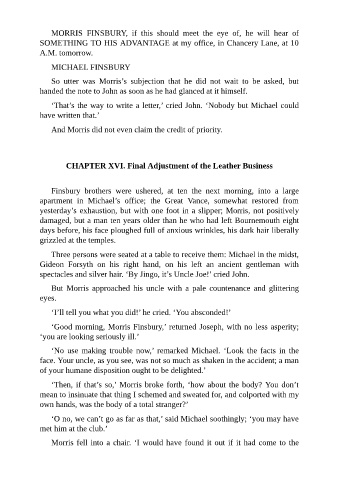 MORRIS FINSBURY, if this should meet the eye of, he will hear of
SOMETHING TO HIS ADVANTAGE at my office, in Chancery Lane, at 10
A.M. tomorrow.
MICHAEL FINSBURY
So utter was Morris’s subjection that he did not wait to be asked, but
handed the note to John as soon as he had glanced at it himself.
‘That’s the way to write a letter,’ cried John. ‘Nobody but Michael could
have written that.’
And Morris did not even claim the credit of priority.
CHAPTER XVI. Final Adjustment of the Leather Business
Finsbury brothers were ushered, at ten the next morning, into a large
apartment in Michael’s office; the Great Vance, somewhat restored from
yesterday’s exhaustion, but with one foot in a slipper; Morris, not positively
damaged, but a man ten years older than he who had left Bournemouth eight
days before, his face ploughed full of anxious wrinkles, his dark hair liberally
grizzled at the temples.
Three persons were seated at a table to receive them: Michael in the midst,
Gideon Forsyth on his right hand, on his left an ancient gentleman with
spectacles and silver hair. ‘By Jingo, it’s Uncle Joe!’ cried John.
But Morris approached his uncle with a pale countenance and glittering
eyes.
‘I’ll tell you what you did!’ he cried. ‘You absconded!’
‘Good morning, Morris Finsbury,’ returned Joseph, with no less asperity;
‘you are looking seriously ill.’
‘No use making trouble now,’ remarked Michael. ‘Look the facts in the
face. Your uncle, as you see, was not so much as shaken in the accident; a man
of your humane disposition ought to be delighted.’
‘Then, if that’s so,’ Morris broke forth, ‘how about the body? You don’t
mean to insinuate that thing I schemed and sweated for, and colported with my
own hands, was the body of a total stranger?’
‘O no, we can’t go as far as that,’ said Michael soothingly; ‘you may have
met him at the club.’
Morris fell into a chair. ‘I would have found it out if it had come to the